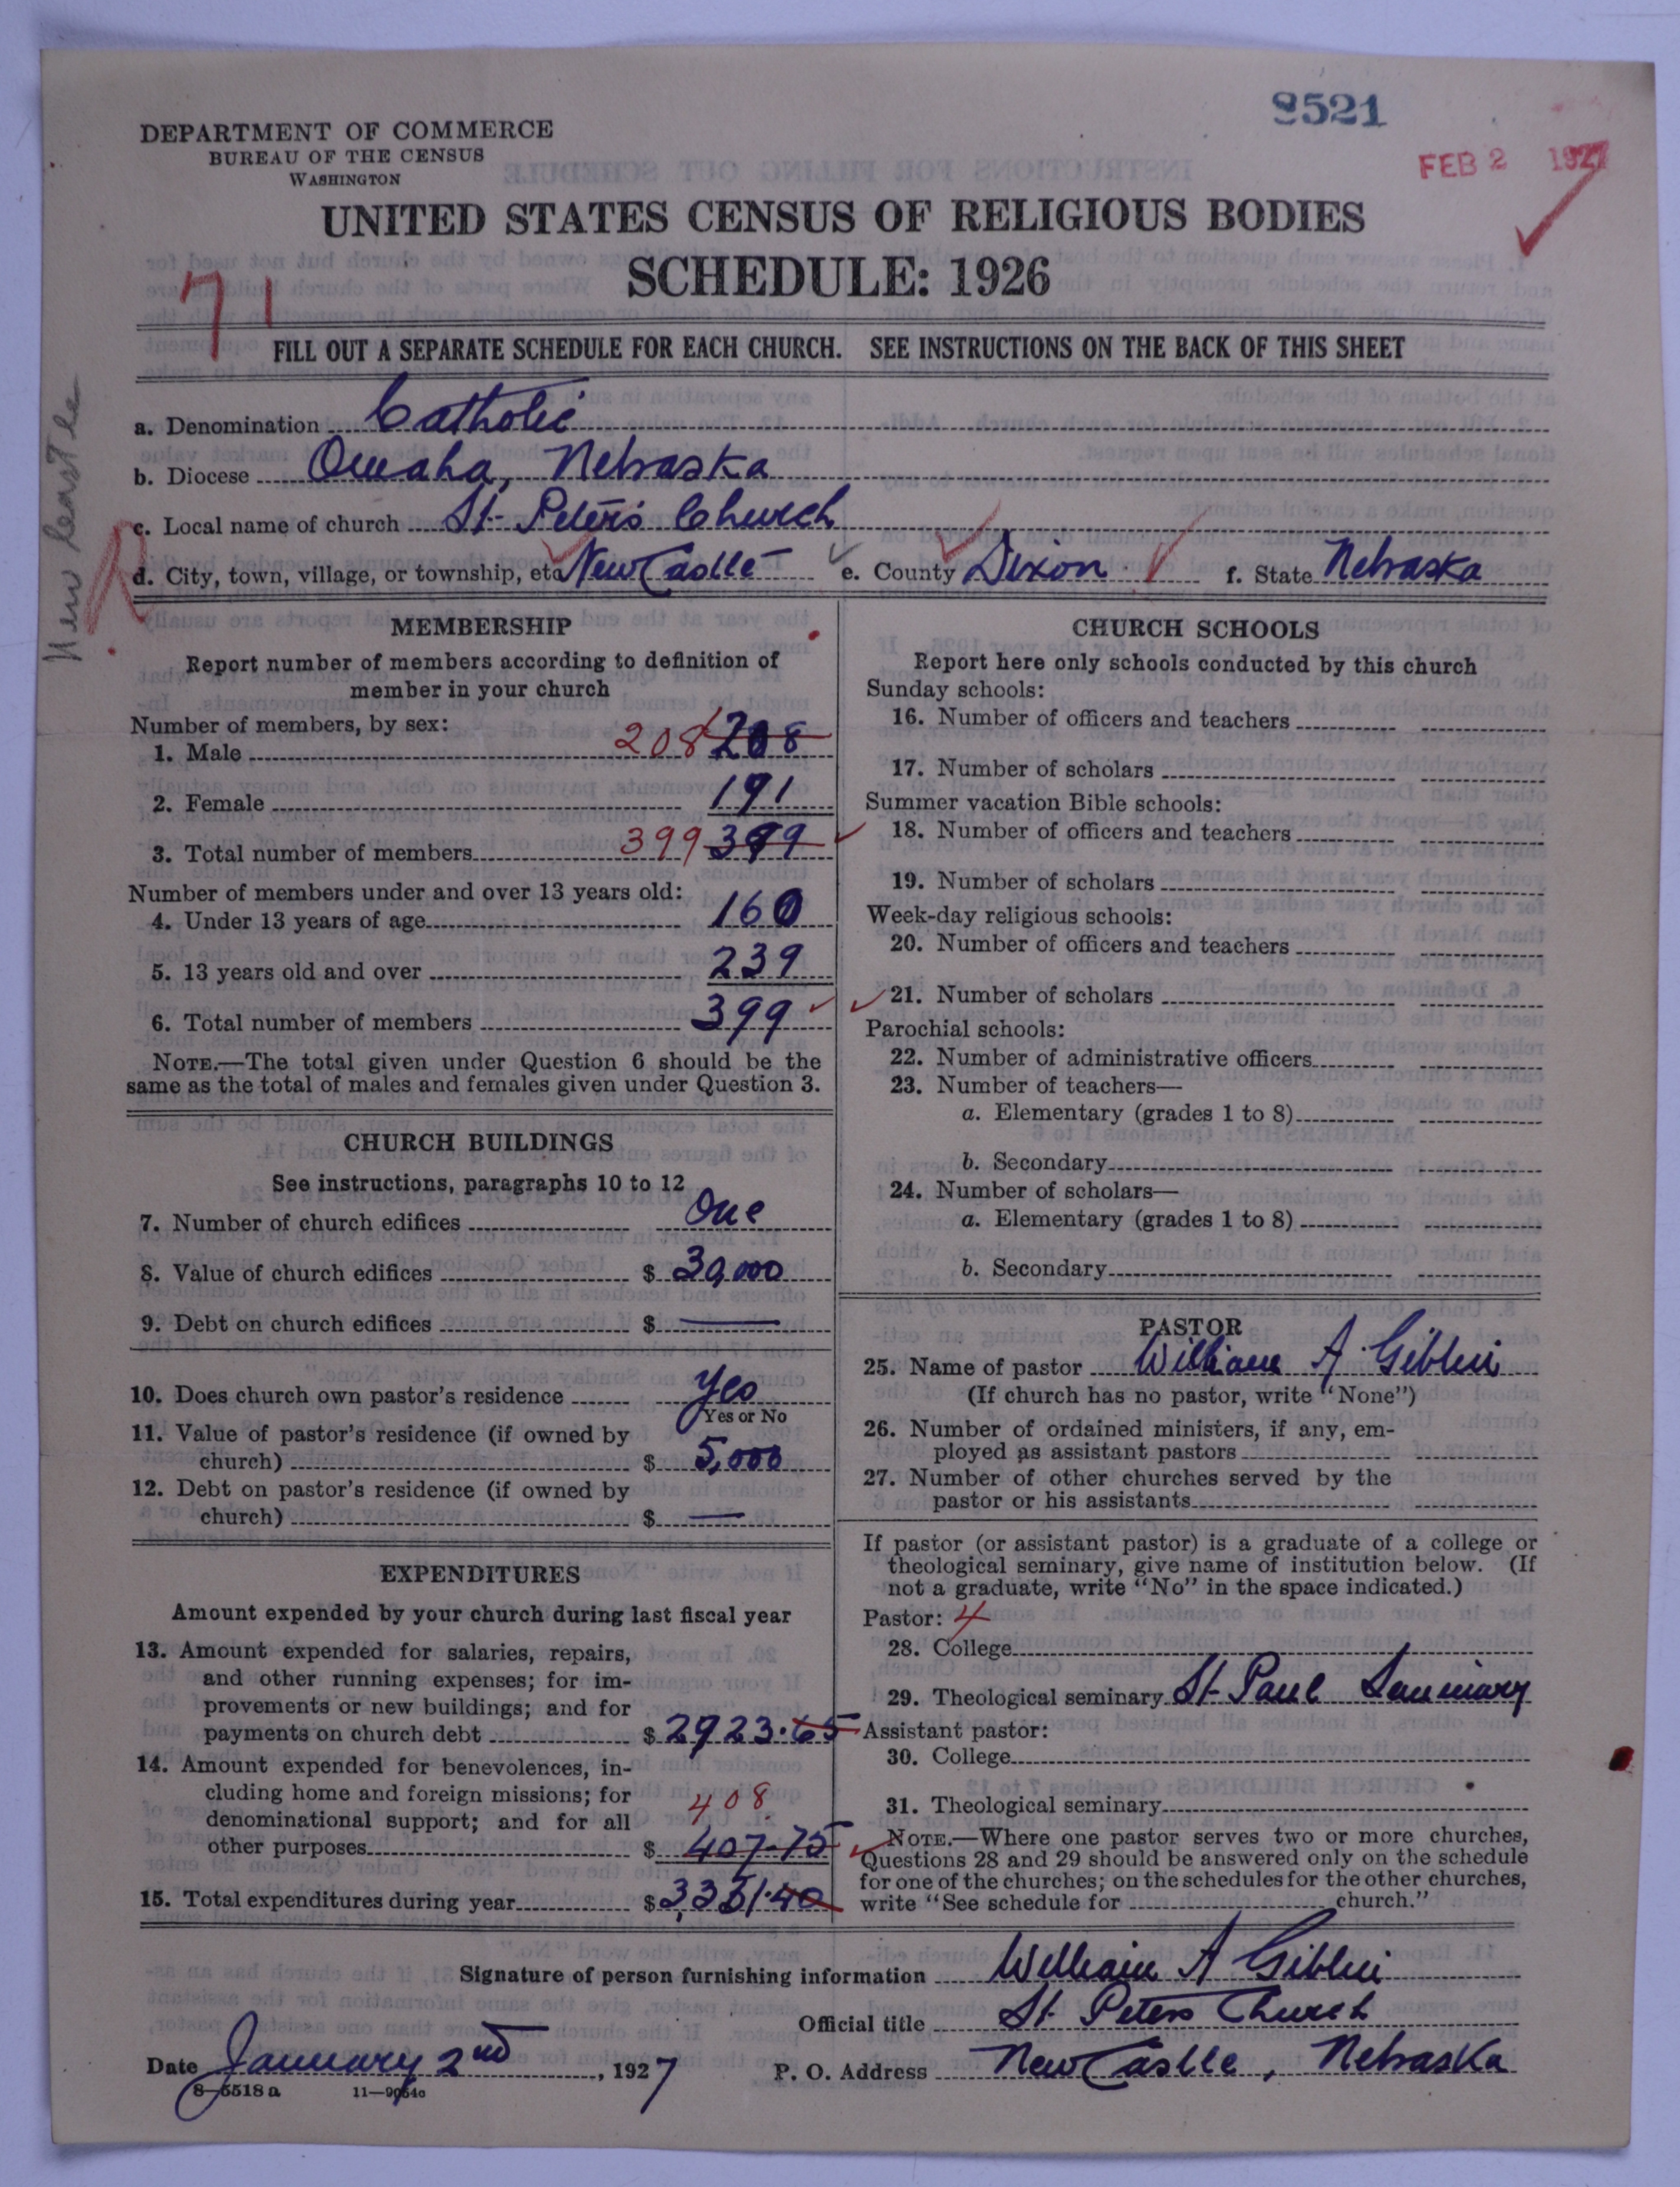 8521
FEB 2 1927
DEPARTMENT OF COMMERCE
BUREAU OF THE CENSUS
WASHINGTON
UNITED STATES CENSUS OF RELIGIOUS BODIES
SCHEDULE: 1926
71
FILL OUT A SEPARATE SCHEDULE FOR EACH CHURCH. SEE INSTRUCTIONS ON THE BACK OF THIS SHEET
New Castle
R
a. Denomination Catholic
b. Diocese Omaha, Nebraska
c. Local name of church St. Peter's Church
d. City, town, village, or township, etc New Castle e. County Dixon f. State Nebraska
MEMBERSHIP
Report number of members according to definition of
member in your church
Number of members, by sex:
1. Male 208 208
2. Female 191
3. Total number of members 399 399
Number of members under and over 13 years old:
4. Under 13 years of age 160
5. 13 years old and over 239
6. Total number of members 399
NOTE.—The total given under Question 6 should be the
same as the total of males and females given under Question 3.
CHURCH BUILDINGS
See instructions, paragraphs 10 to 12
7. Number of church edifices One
8. Value of church edifices $ 30,000
9. Debt on church edifices $ —
10. Does church own pastor's residence Yes
Yes or No
11. Value of pastor's residence (if owned by
church) $ 5,000
12. Debt on pastor's residence (if owned by
church) $ —
EXPENDITURES
Amount expended by your church during last fiscal year
13. Amount expended for salaries, repairs,
and other running expenses; for im-
provements or new buildings; and for
payments on church debt $ 2923.65
14. Amount expended for benevolences, in-
cluding home and foreign missions; for
denominational support; and for all
408
other purposes $ 407.75
15. Total expenditures during year $ 3,331.40
CHURCH SCHOOLS
Report here only schools conducted by this church
Sunday schools:
16. Number of officers and teachers
17. Number of scholars
Summer vacation Bible schools:
18. Number of officers and teachers
19. Number of scholars
Week-day religious schools:
20. Number of officers and teachers
21. Number of scholars
Parochial schools:
22. Number of administrative officers
23. Number of teachers—
a. Elementary (grades 1 to 8)
b. Secondary
24. Number of scholars—
a. Elementary (grades 1 to 8)
b. Secondary
PASTOR
25. Name of pastor William A Giblin
(If church has no pastor, write "None")
26. Number of ordained ministers, if any, em-
ployed as assistant pastors
27. Number of other churches served by the
pastor or his assistants
If pastor (or assistant pastor) is a graduate of a college or
theological seminary, give name of institution below. (If
not a graduate, write "No" in the space indicated.)
Pastor: 4
28. College
29. Theological seminary St Paul Seminary
Assistant pastor:
30. College
31. Theological seminary
NOTE.—Where one pastor serves two or more churches,
Questions 28 and 29 should be answered only on the schedule
for one of the churches; on the schedules for the other churches,
write "See schedule for church."
Signature of person furnishing information William A Giblin
Official title St Peters Church
Date January 2nd, 1927 P. O. Address New Castle, Nebraska
8—5518 a 11—9054o